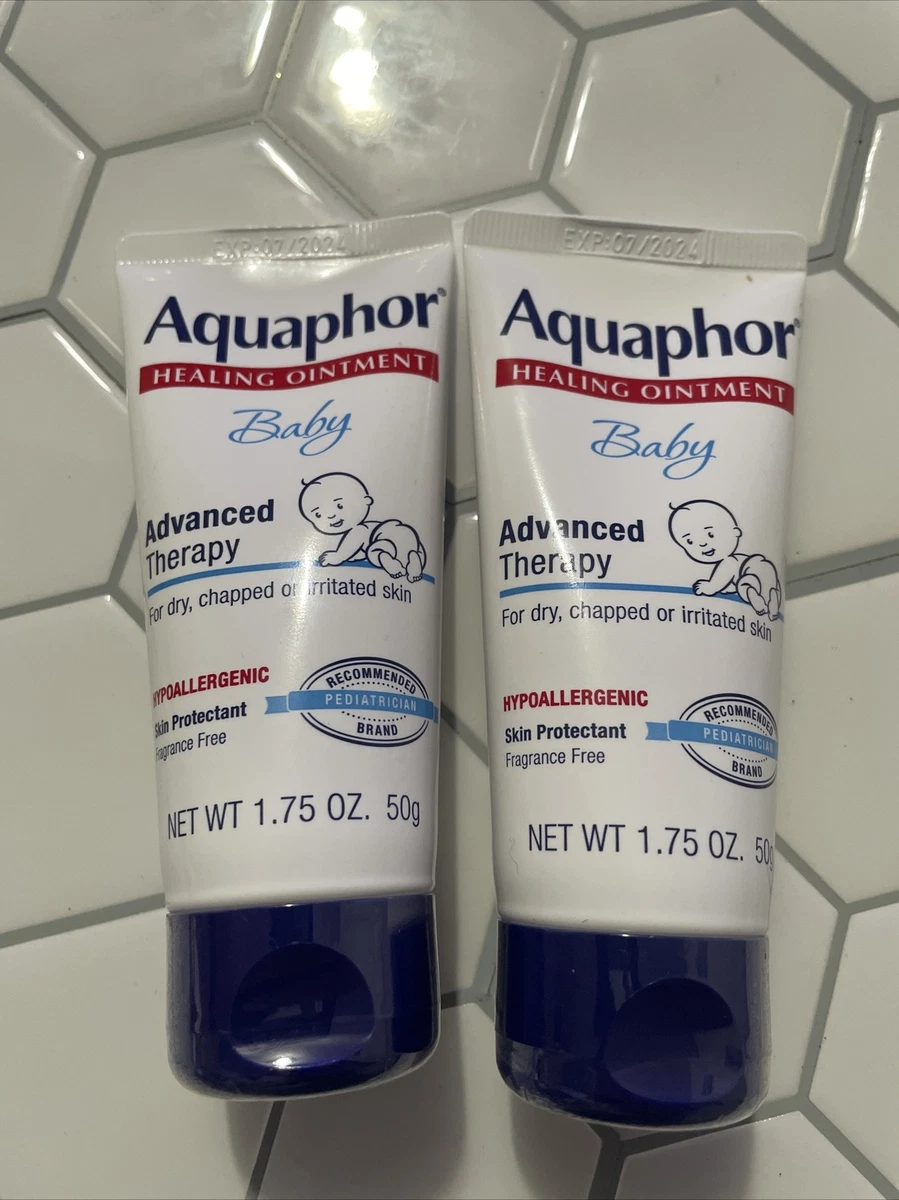 EXP:07/2024
Aquaphor®
HEALING OINTMENT
Baby
Advanced
Therapy
For dry, chapped or irritated skin
HYPOALLERGENIC
Skin Protectant
Fragrance Free
RECOMMENDED
PEDIATRICIAN
BRAND
NET WT 1.75 OZ. 50g
EXP:07/2024
Aquaphor®
HEALING OINTMENT
Baby
Advanced
Therapy
For dry, chapped or irritated skin
HYPOALLERGENIC
Skin Protectant
Fragrance Free
RECOMMENDED
PEDIATRICIAN
BRAND
NET WT 1.75 OZ. 50g